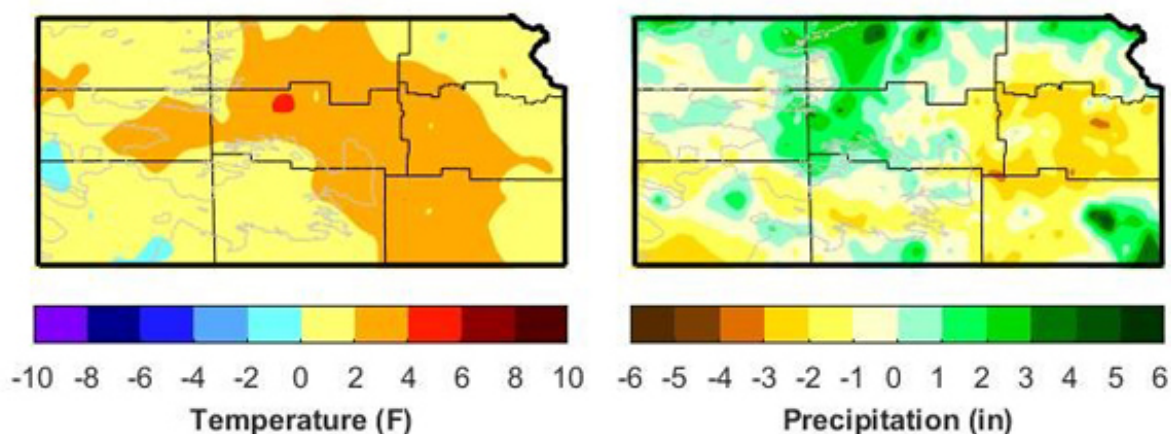 -10 -8 -6 -4 -2 0 2 4 6 8 10
Temperature (F)
-6 -5 -4 -3 -2 -1 0 1 2 3 4 5 6
Precipitation (in)